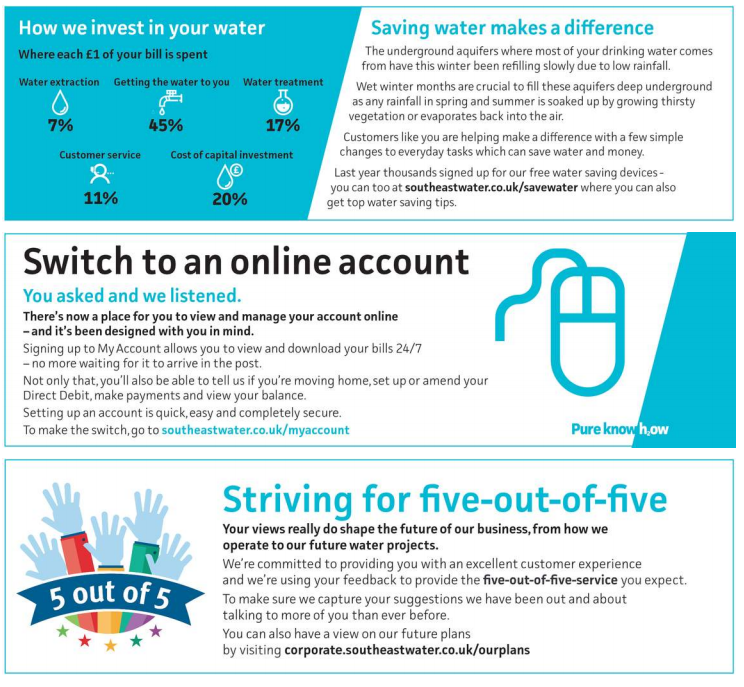 How we invest in your water
Where each £1 of your bill is spent
Water extraction
7%
Getting the water to you
45%
Water treatment
17%
Customer service
11%
Cost of capital investment
£
20%
Saving water makes a difference
The underground aquifers where most of your drinking water comes
from have this winter been refilling slowly due to low rainfall.
Wet winter months are crucial to fill these aquifers deep underground
as any rainfall in spring and summer is soaked up by growing thirsty
vegetation or evaporates back into the air.
Customers like you are helping make a difference with a few simple
changes to everyday tasks which can save water and money.
Last year thousands signed up for our free water saving devices -
you can too at southeastwater.co.uk/savewater where you can also
get top water saving tips.
Switch to an online account
You asked and we listened.
There's now a place for you to view and manage your account online
– and it's been designed with you in mind.
Signing up to My Account allows you to view and download your bills 24/7
– no more waiting for it to arrive in the post.
Not only that, you'll also be able to tell us if you're moving home, set up or amend your
Direct Debit, make payments and view your balance.
Setting up an account is quick, easy and completely secure.
To make the switch, go to southeastwater.co.uk/myaccount
Pure know h₂ow
5 out of 5
Striving for five-out-of-five
Your views really do shape the future of our business, from how we
operate to our future water projects.
We're committed to providing you with an excellent customer experience
and we're using your feedback to provide the five-out-of-five-service you expect.
To make sure we capture your suggestions we have been out and about
talking to more of you than ever before.
You can also have a view on our future plans
by visiting corporate.southeastwater.co.uk/ourplans